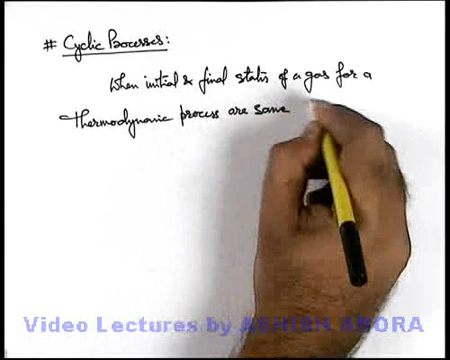 # Cyclic Processes:
When initial & final states of a gas for a
Thermodynamic process are same
Video Lectures by ASHISH ARORA